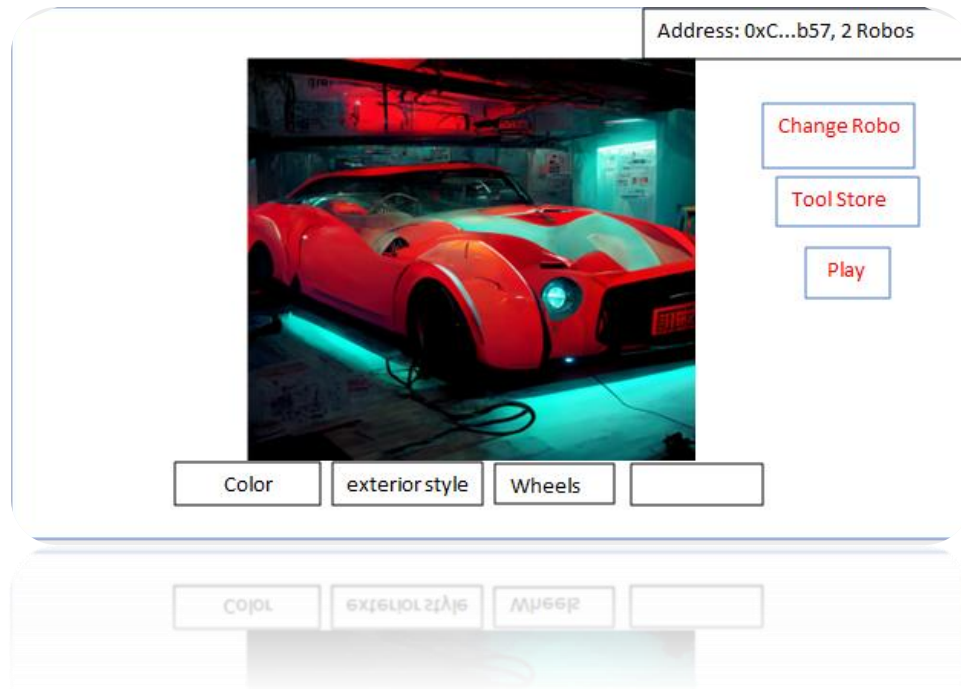 Address: 0xC...b57, 2 Robos
Change Robo
Tool Store
Play
Color
exterior style
Wheels